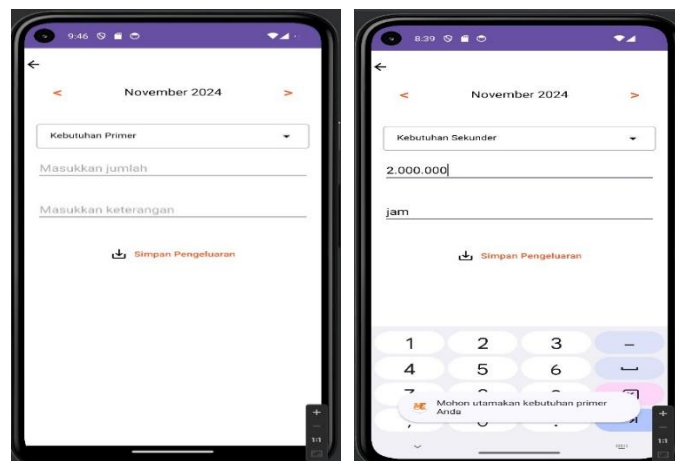 9:46
November 2024
Kebutuhan Primer
Masukkan jumlah
Masukkan keterangan
Simpan Pengeluaran
1:1
8:39
November 2024
Kebutuhan Sekunder
2.000.000
jam
Simpan Pengeluaran
1 2 3
4 5 6
Mohon utamakan kebutuhan primer
Anda
1:1